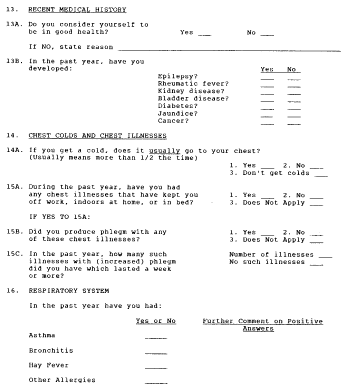 13. RECENT MEDICAL HISTORY
13A. Do you consider yourself to
be in good health? Yes ___ No ___
If NO, state reason ______________________________
13B. In the past year, have you
developed: Yes No
Epilepsy? ___ ___
Rheumatic fever? ___ ___
Kidney disease? ___ ___
Bladder disease? ___ ___
Diabetes? ___ ___
Jaundice? ___ ___
Cancer? ___ ___
14. CHEST COLDS AND CHEST ILLNESSES
14A. If you get a cold, does it usually go to your chest?
(Usually means more than 1/2 the time)
1. Yes ___ 2. No ___
3. Don't get colds ___
15A. During the past year, have you had
any chest illnesses that have kept you 1. Yes ___ 2. No ___
off work, indoors at home, or in bed? 3. Does Not Apply ___
IF YES TO 15A:
15B. Did you produce phlegm with any 1. Yes ___ 2. No ___
of these chest illnesses? 3. Does Not Apply ___
15C. In the past year, how many such Number of illnesses ___
illnesses with (increased) phlegm No such illnesses ___
did you have which lasted a week
or more?
16. RESPIRATORY SYSTEM
In the past year have you had:
Yes or No Further Comment on Positive
Answers
Asthma _____
Bronchitis _____
Hay Fever _____
Other Allergies _____